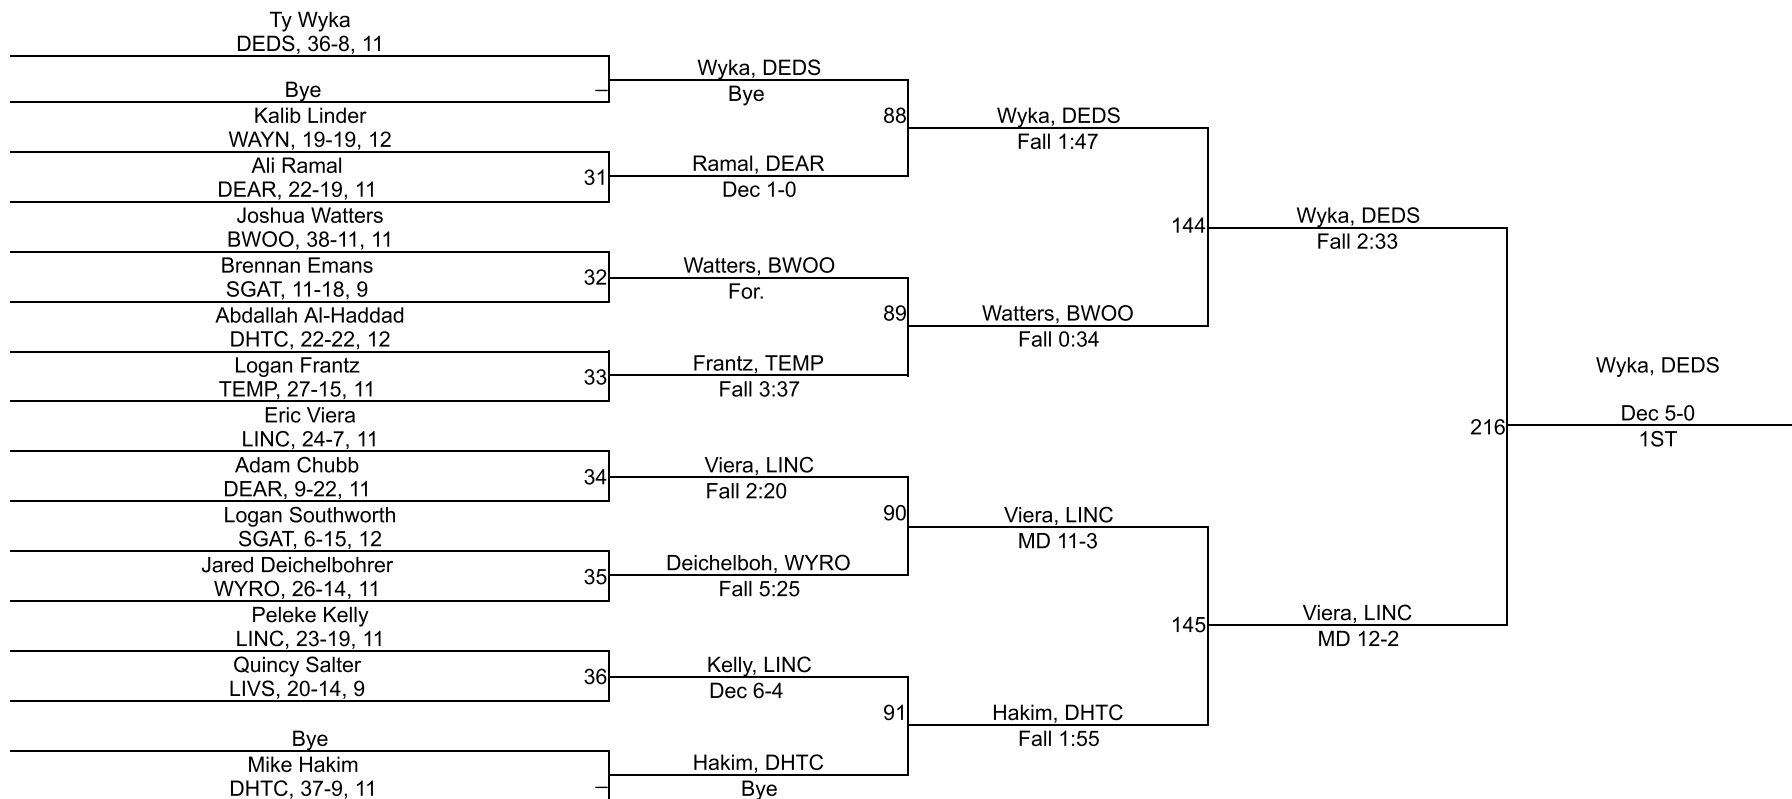 Ty Wyka
DEDS, 36-8, 11
Bye
Kalib Linder
WAYN, 19-19, 12
Ali Ramal
DEAR, 22-19, 11
Joshua Watters
BWOO, 38-11, 11
Brennan Emans
SGAT, 11-18, 9
Abdallah Al-Haddad
DHTC, 22-22, 12
Logan Frantz
TEMP, 27-15, 11
Eric Viera
LINC, 24-7, 11
Adam Chubb
DEAR, 9-22, 11
Logan Southworth
SGAT, 6-15, 12
Jared Deichelbohrer
WYRO, 26-14, 11
Peleke Kelly
LINC, 23-19, 11
Quincy Salter
LIVS, 20-14, 9
Bye
Mike Hakim
DHTC, 37-9, 11
–
31
32
33
34
35
36
–
Wyka, DEDS
Bye
Ramal, DEAR
Dec 1-0
Watters, BWOO
For.
Frantz, TEMP
Fall 3:37
Viera, LINC
Fall 2:20
Deichelboh, WYRO
Fall 5:25
Kelly, LINC
Dec 6-4
Hakim, DHTC
Bye
88
89
90
91
Wyka, DEDS
Fall 1:47
Watters, BWOO
Fall 0:34
Viera, LINC
MD 11-3
Hakim, DHTC
Fall 1:55
144
145
Wyka, DEDS
Fall 2:33
Viera, LINC
MD 12-2
216
Wyka, DEDS
Dec 5-0
1ST